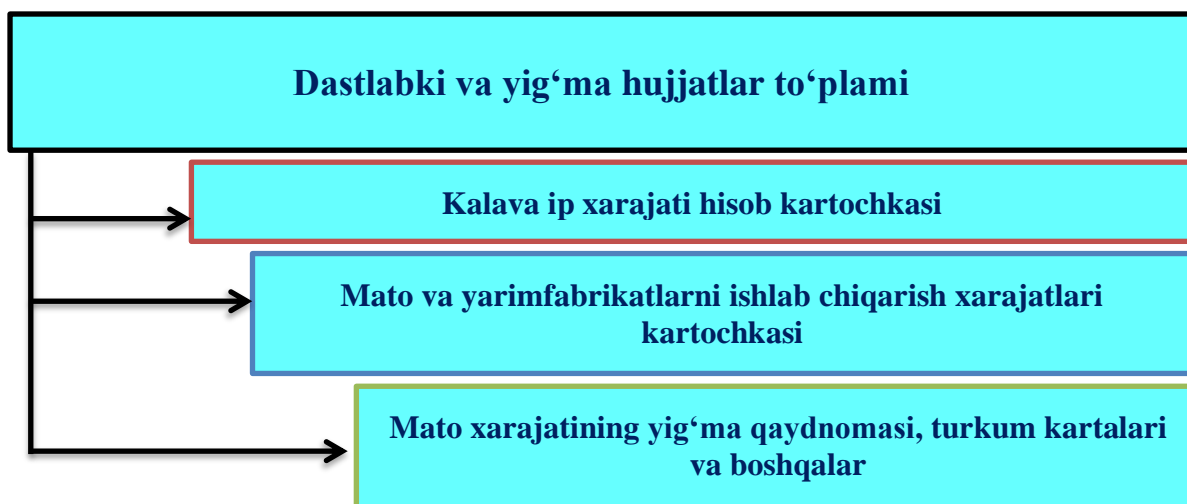 Dastlabki va yig‘ma hujjatlar to‘plami
Kalava ip xarajati hisob kartochkasi
Mato va yarimfabrikatlarni ishlab chiqarish xarajatlari
kartochkasi
Mato xarajatining yig‘ma qaydnomasi, turkum kartalari
va boshqalar